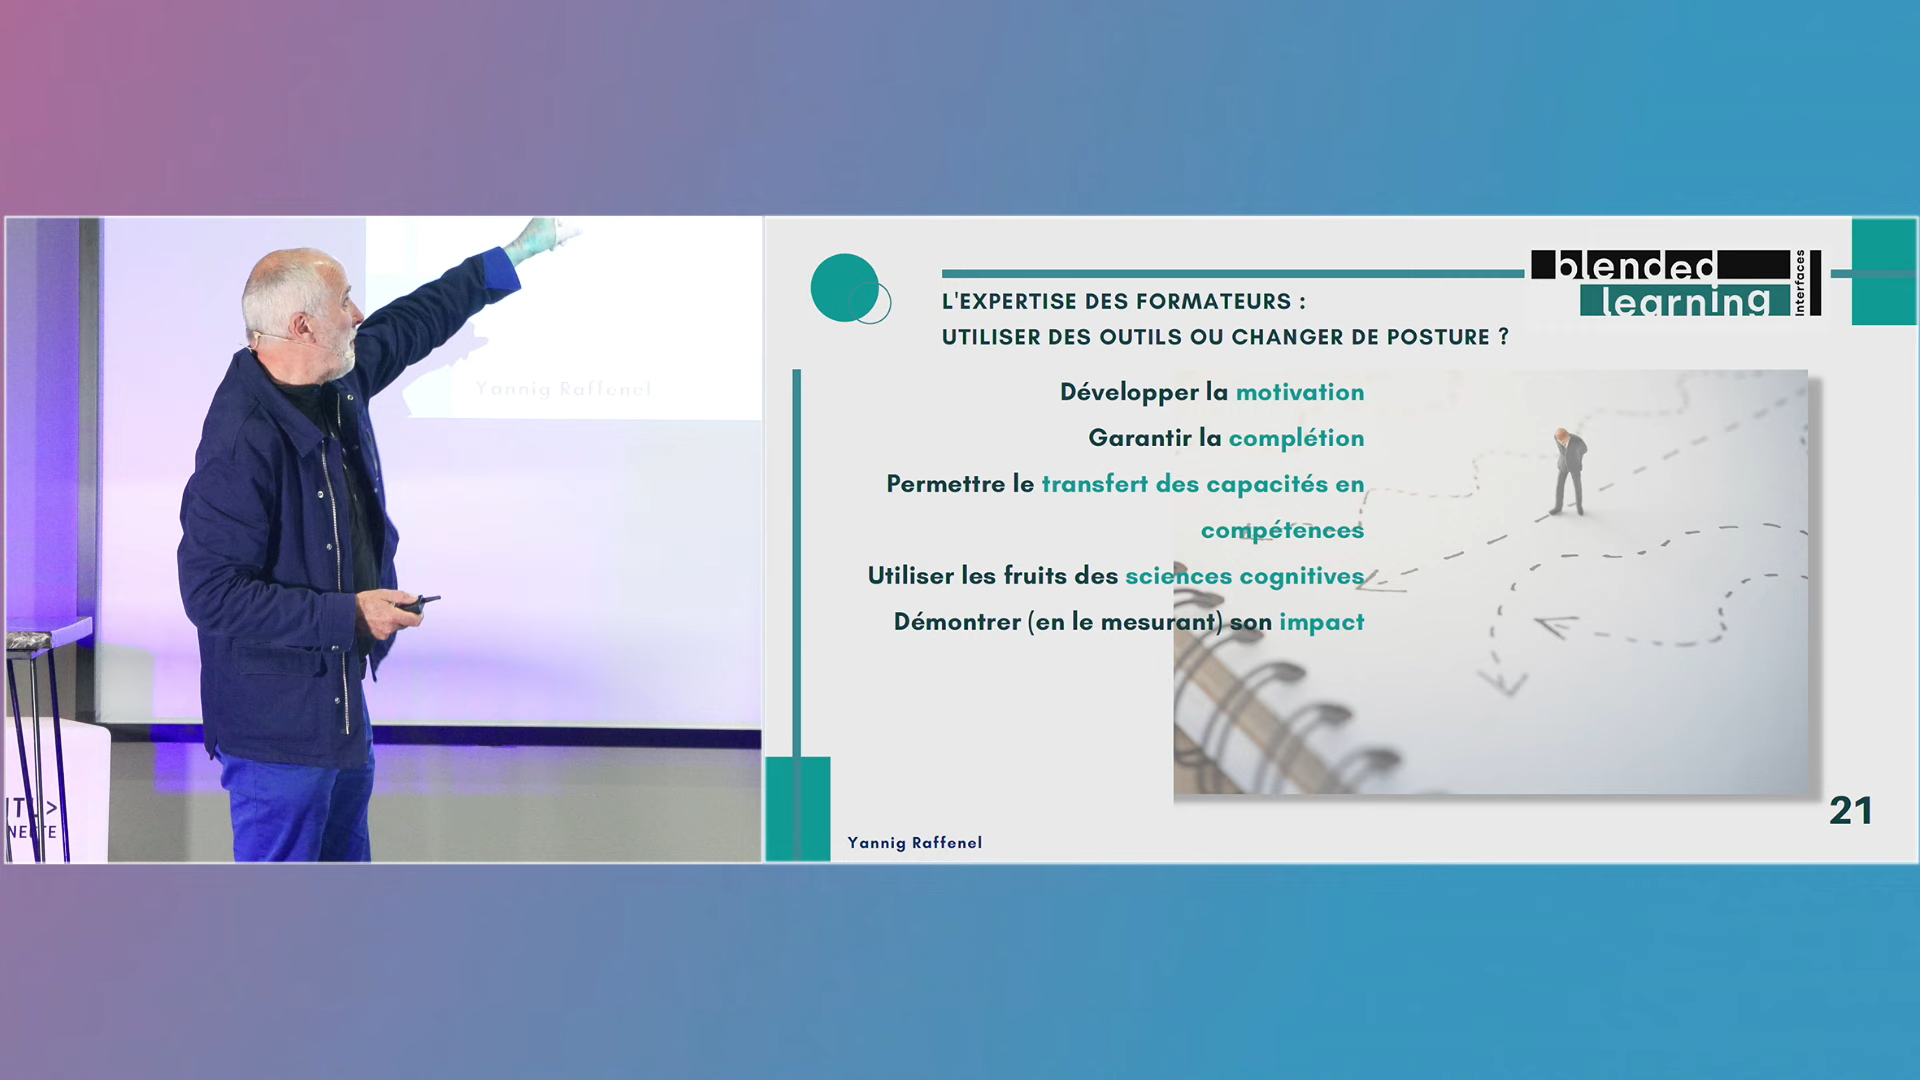 Yannig Raffenel
blended
learning
Interfaces
L'EXPERTISE DES FORMATEURS :
UTILISER DES OUTILS OU CHANGER DE POSTURE ?
Développer la motivation
Garantir la complétion
Permettre le transfert des capacités en
compétences
Utiliser les fruits des sciences cognitives
Démontrer (en le mesurant) son impact
21
Yannig Raffenel